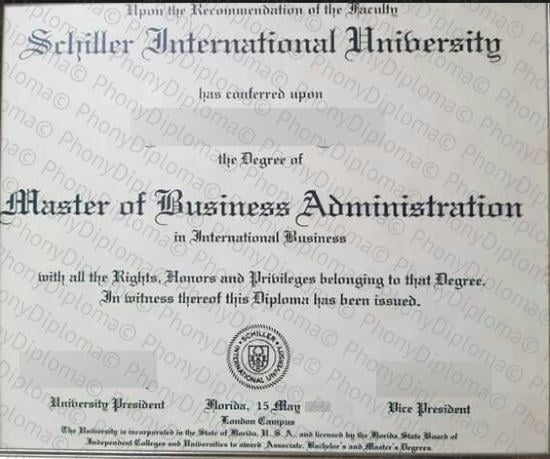 Upon the Recommendation of the Faculty
Schiller International University
has conferred upon
the Degree of
Master of Business Administration
in International Business
with all the Rights, Honors and Privileges belonging to that Degree.
In witness thereof this Diploma has been issued.
SCHILLER INTERNATIONAL UNIVERSITY
University President
Florida, 15 May
Vice President
London Campus
The University is incorporated in the State of Florida, U.S.A., and licensed by the Florida State Board of
Independent Colleges and Universities to award Associate, Bachelor's and Master's Degrees.
PhonyDiploma©